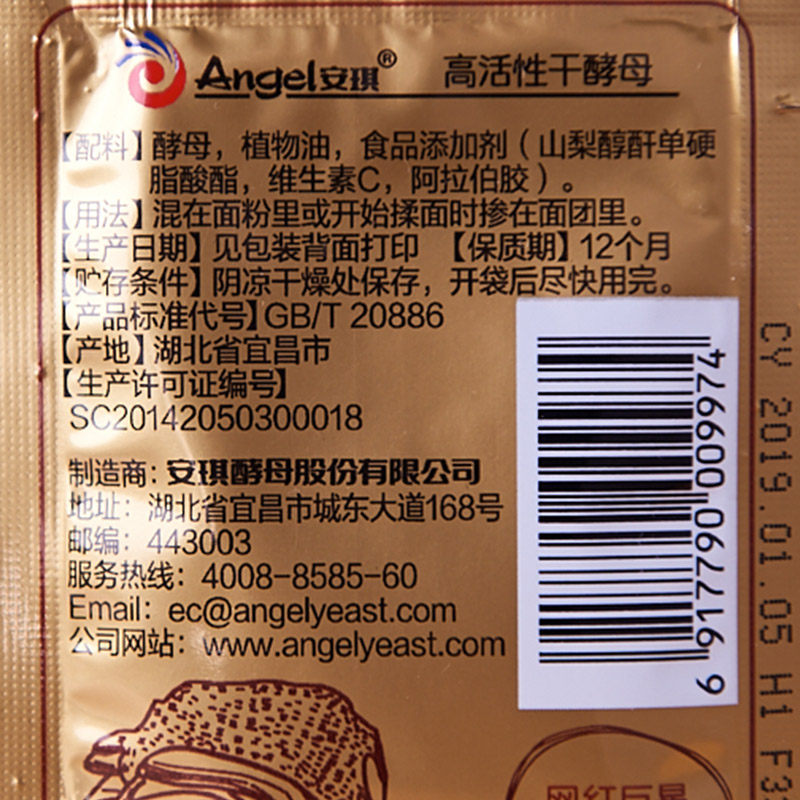 Angel安琪® 高活性干酵母
【配料】酵母，植物油，食品添加剂（山梨醇酐单硬
脂酸酯，维生素C，阿拉伯胶）。
【用法】混在面粉里或开始揉面时掺在面团里。
【生产日期】见包装背面打印 【保质期】12个月
【贮存条件】阴凉干燥处保存，开袋后尽快用完。
【产品标准代号】GB/T 20886
【产地】湖北省宜昌市
【生产许可证编号】
SC20142050300018
制造商：安琪酵母股份有限公司
地址：湖北省宜昌市城东大道168号
邮编：443003
服务热线：4008-8585-60
Email：ec@angelyeast.com
公司网站：www.angelyeast.com
6 917790 009974
CY 2019.01.05 H1
网红巨星